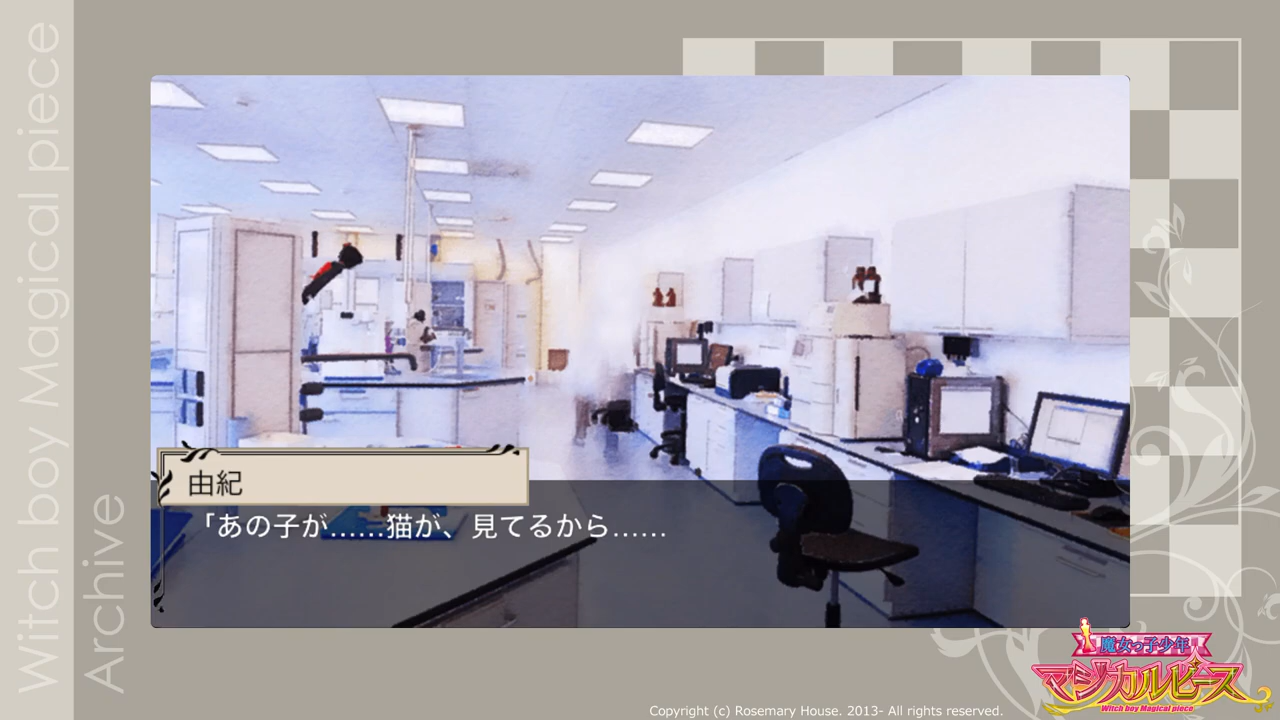 Witch boy Magical piece
Archive
由紀
「あの子が……猫が、見てるから……
魔女っ子少年
マジカルピース
Witch boy Magical piece
Copyright (c) Rosemary House. 2013- All rights reserved.